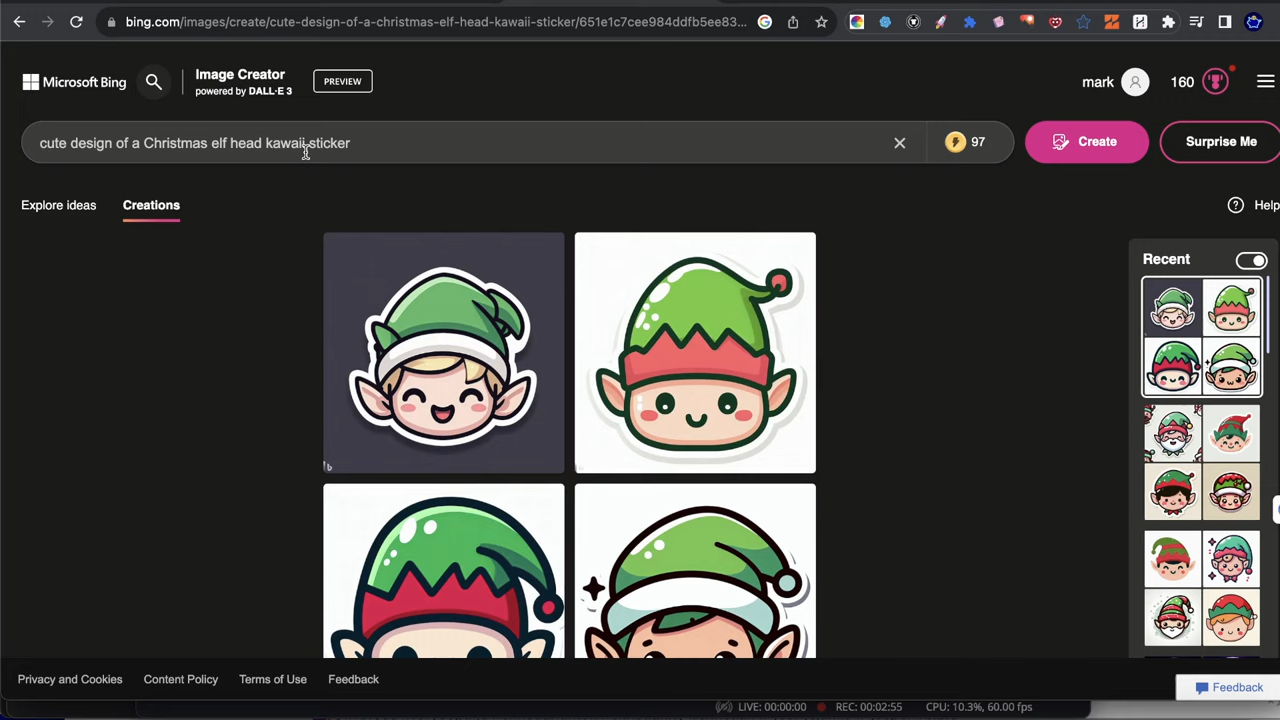 bing.com/images/create/cute-design-of-a-christmas-elf-head-kawaii-sticker/651e1c7cee984ddfb5ee83...
Microsoft Bing
Image Creator
powered by DALL·E 3
PREVIEW
mark
160
cute design of a Christmas elf head kawaii sticker
97
Create
Surprise Me
Explore ideas
Creations
Help
Recent
Privacy and Cookies
Content Policy
Terms of Use
Feedback
Feedback
LIVE: 00:00:00
REC: 00:02:55
CPU: 10.3%, 60.00 fps